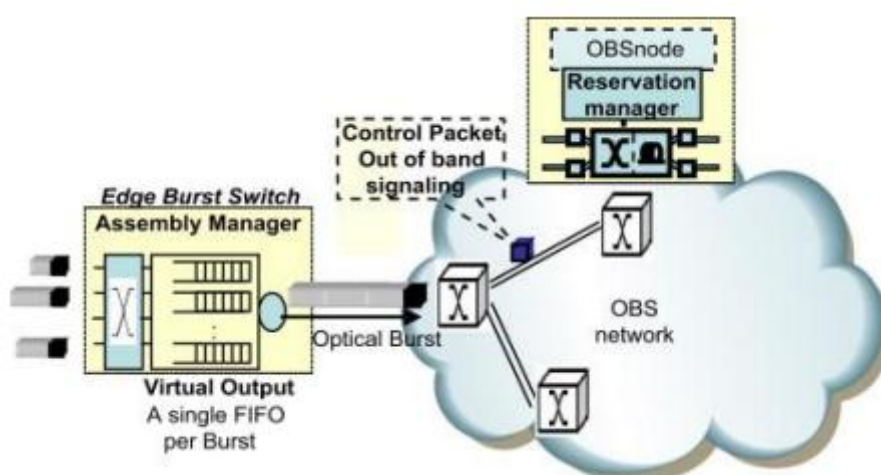 OBSnode
Reservation
manager
Control Packet
Out of band
signaling
Edge Burst Switch
Assembly Manager
Optical Burst
OBS
network
Virtual Output
A single FIFO
per Burst